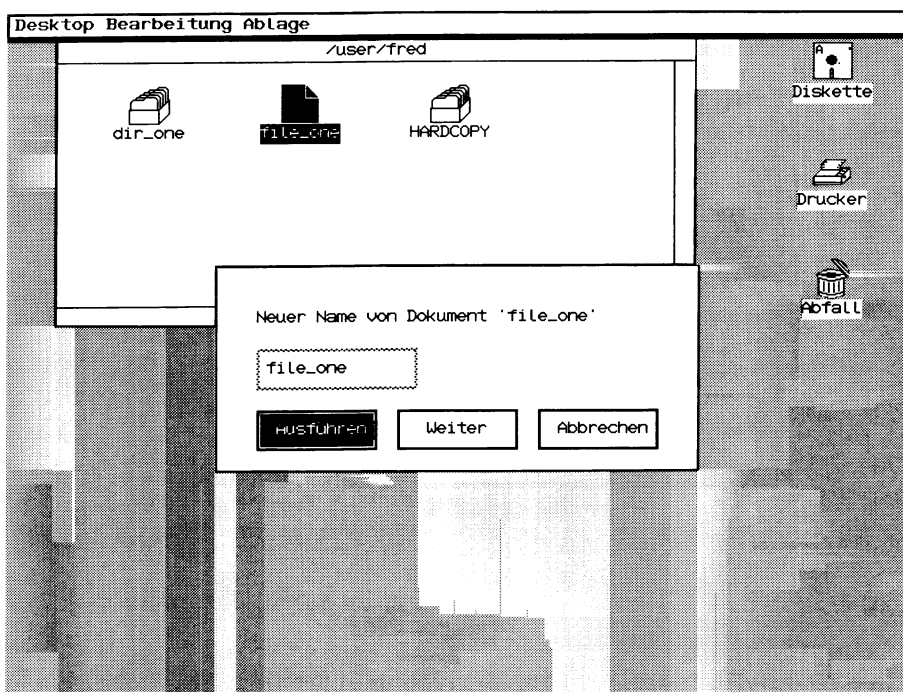 Desktop Bearbeitung Ablage
/user/fred
A
Diskette
dir_one
file_one
HARDCOPY
Drucker
Abfall
Neuer Name von Dokument 'file_one'
file_one
Ausführen
Weiter
Abbrechen